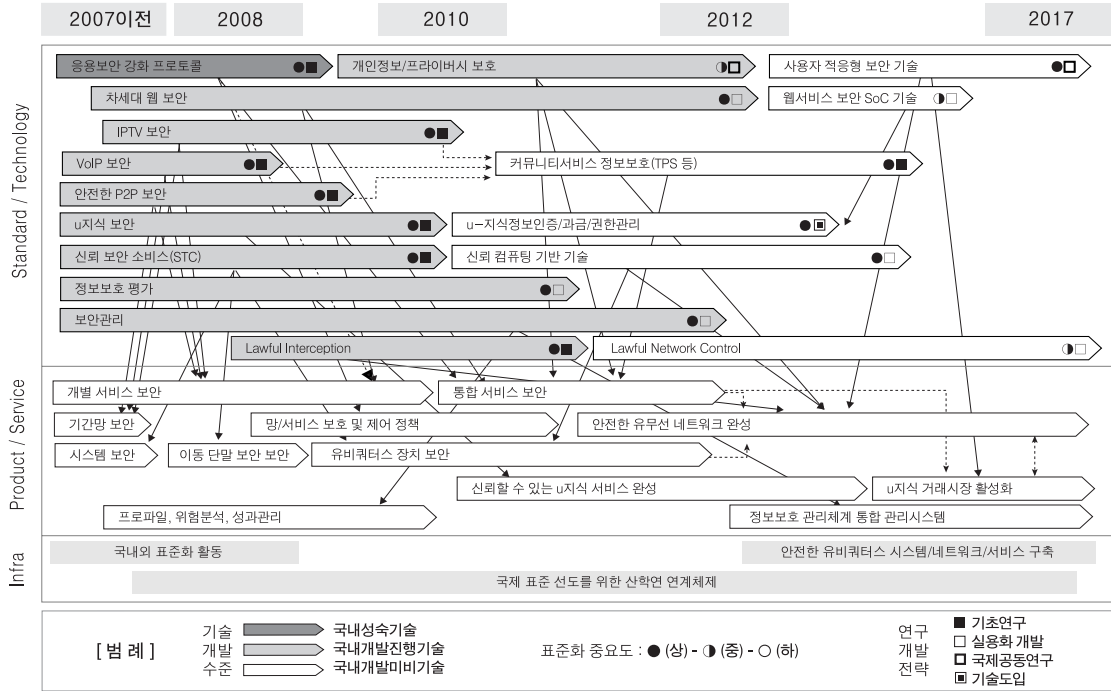 2007이전 2008 2010 2012 2017
Standard / Technology
응용보안 강화 프로토콜 개인정보/프라이버시 보호 사용자 적응형 보안 기술
차세대 웹 보안 웹서비스 보안 SoC 기술
IPTV 보안
VoIP 보안 커뮤니티서비스 정보보호(TPS 등)
안전한 P2P 보안
u지식 보안 u-지식정보인증/과금/권한관리
신뢰 보안 소비스(STC) 신뢰 컴퓨팅 기반 기술
정보보호 평가
보안관리
Lawful Interception Lawful Network Control
Product / Service
개별 서비스 보안 통합 서비스 보안
기간망 보안 망/서비스 보호 및 제어 정책 안전한 유무선 네트워크 완성
시스템 보안 이동 단말 보안 보안 유비쿼터스 장치 보안
신뢰할 수 있는 u지식 서비스 완성 u지식 거래시장 활성화
프로파일, 위험분석, 성과관리 정보보호 관리체계 통합 관리시스템
Infra
국내외 표준화 활동 안전한 유비쿼터스 시스템/네트워크/서비스 구축
국제 표준 선도를 위한 산학연 연계체제
[ 범 례 ]
기술 개발 수준
국내성숙기술
국내개발진행기술
국내개발미비기술
표준화 중요도 : ● (상) - ◑ (중) - ○ (하)
연구 개발 전략
■ 기초연구
□ 실용화 개발
□ 국제공동연구
▣ 기술도입